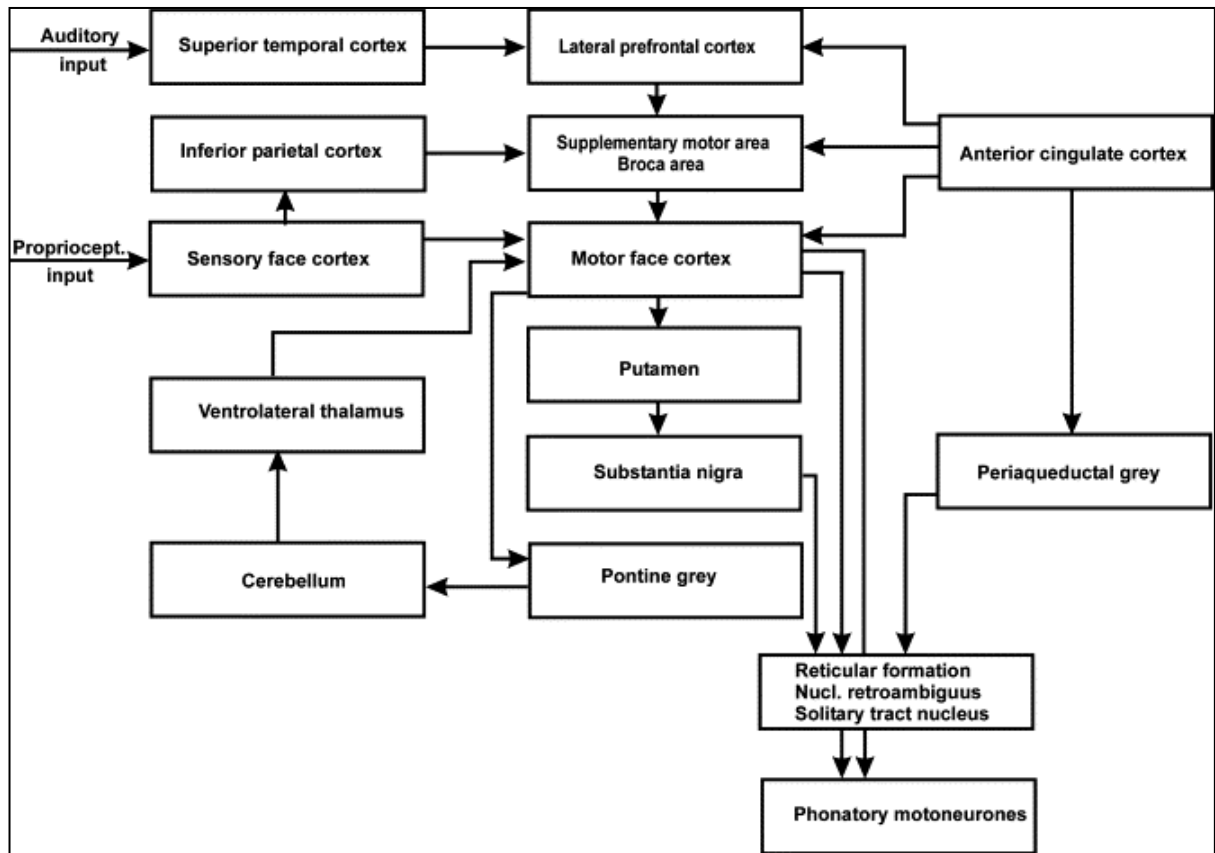 Auditory
input
Superior temporal cortex
Lateral prefrontal cortex
Inferior parietal cortex
Supplementary motor area
Broca area
Anterior cingulate cortex
Propriocept.
input
Sensory face cortex
Motor face cortex
Putamen
Ventrolateral thalamus
Substantia nigra
Periaqueductal grey
Cerebellum
Pontine grey
Reticular formation
Nucl. retroambiguus
Solitary tract nucleus
Phonatory motoneurones